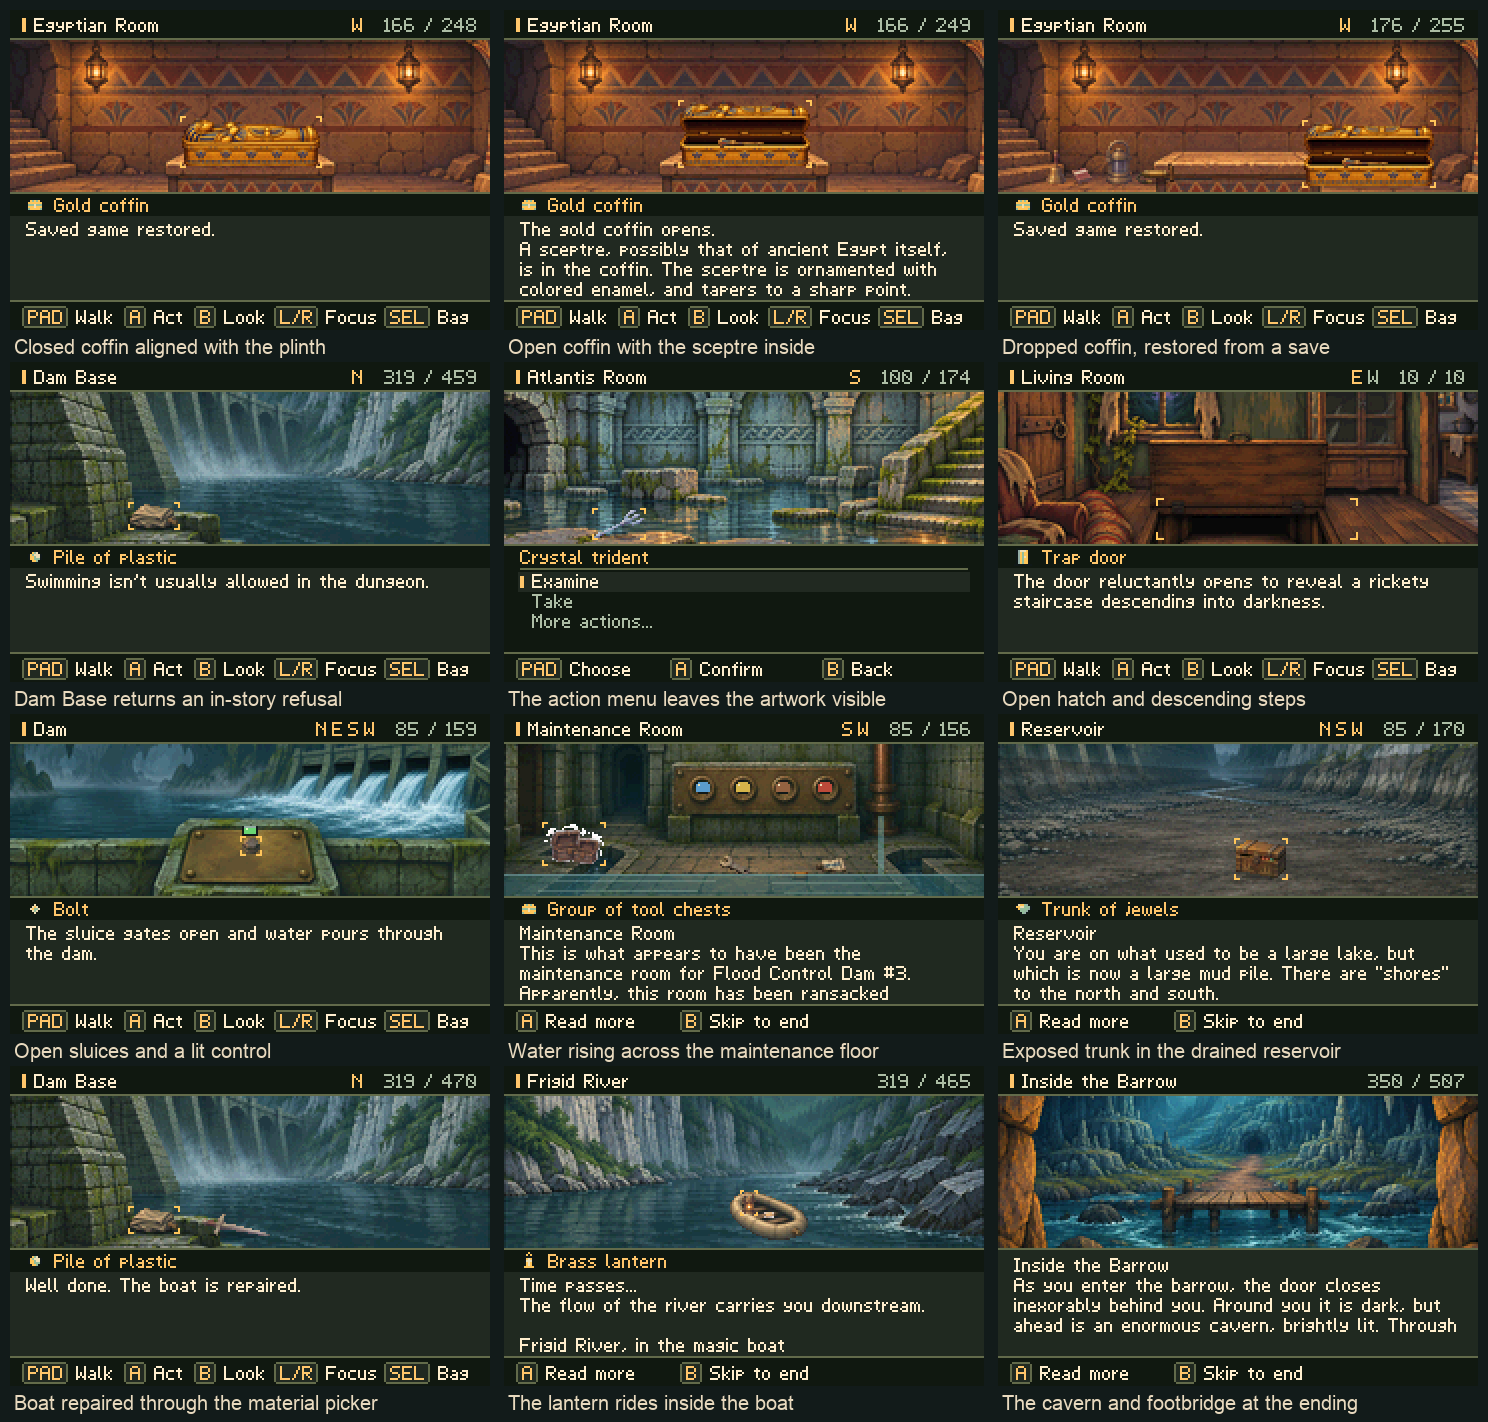 Egyptian Room W 166 / 248
Gold coffin
Saved game restored.
PAD Walk A Act B Look L/R Focus SEL Bag
Closed coffin aligned with the plinth
Egyptian Room W 166 / 249
Gold coffin
The gold coffin opens.
A sceptre, possibly that of ancient Egypt itself,
is in the coffin. The sceptre is ornamented with
colored enamel, and tapers to a sharp point.
PAD Walk A Act B Look L/R Focus SEL Bag
Open coffin with the sceptre inside
Egyptian Room W 176 / 255
Gold coffin
Saved game restored.
PAD Walk A Act B Look L/R Focus SEL Bag
Dropped coffin, restored from a save
Dam Base N 319 / 459
Pile of plastic
Swimming isn't usually allowed in the dungeon.
PAD Walk A Act B Look L/R Focus SEL Bag
Dam Base returns an in-story refusal
Atlantis Room S 100 / 174
Crystal trident
Examine
Take
More actions...
PAD Choose A Confirm B Back
The action menu leaves the artwork visible
Living Room EW 10 / 10
Trap door
The door reluctantly opens to reveal a rickety
staircase descending into darkness.
PAD Walk A Act B Look L/R Focus SEL Bag
Open hatch and descending steps
Dam NESW 85 / 159
Bolt
The sluice gates open and water pours through
the dam.
PAD Walk A Act B Look L/R Focus SEL Bag
Open sluices and a lit control
Maintenance Room SW 85 / 156
Group of tool chests
Maintenance Room
This is what appears to have been the
maintenance room for Flood Control Dam #3.
Apparently, this room has been ransacked
A Read more B Skip to end
Water rising across the maintenance floor
Reservoir NSW 85 / 170
Trunk of jewels
Reservoir
You are on what used to be a large lake, but
which is now a large mud pile. There are "shores"
to the north and south.
A Read more B Skip to end
Exposed trunk in the drained reservoir
Dam Base N 319 / 470
Pile of plastic
Well done. The boat is repaired.
PAD Walk A Act B Look L/R Focus SEL Bag
Boat repaired through the material picker
Frigid River 319 / 465
Brass lantern
Time passes...
The flow of the river carries you downstream.
Frigid River, in the magic boat
A Read more B Skip to end
The lantern rides inside the boat
Inside the Barrow 350 / 507
Inside the Barrow
As you enter the barrow, the door closes
inexorably behind you. Around you it is dark, but
ahead is an enormous cavern, brightly lit. Through
A Read more B Skip to end
The cavern and footbridge at the ending